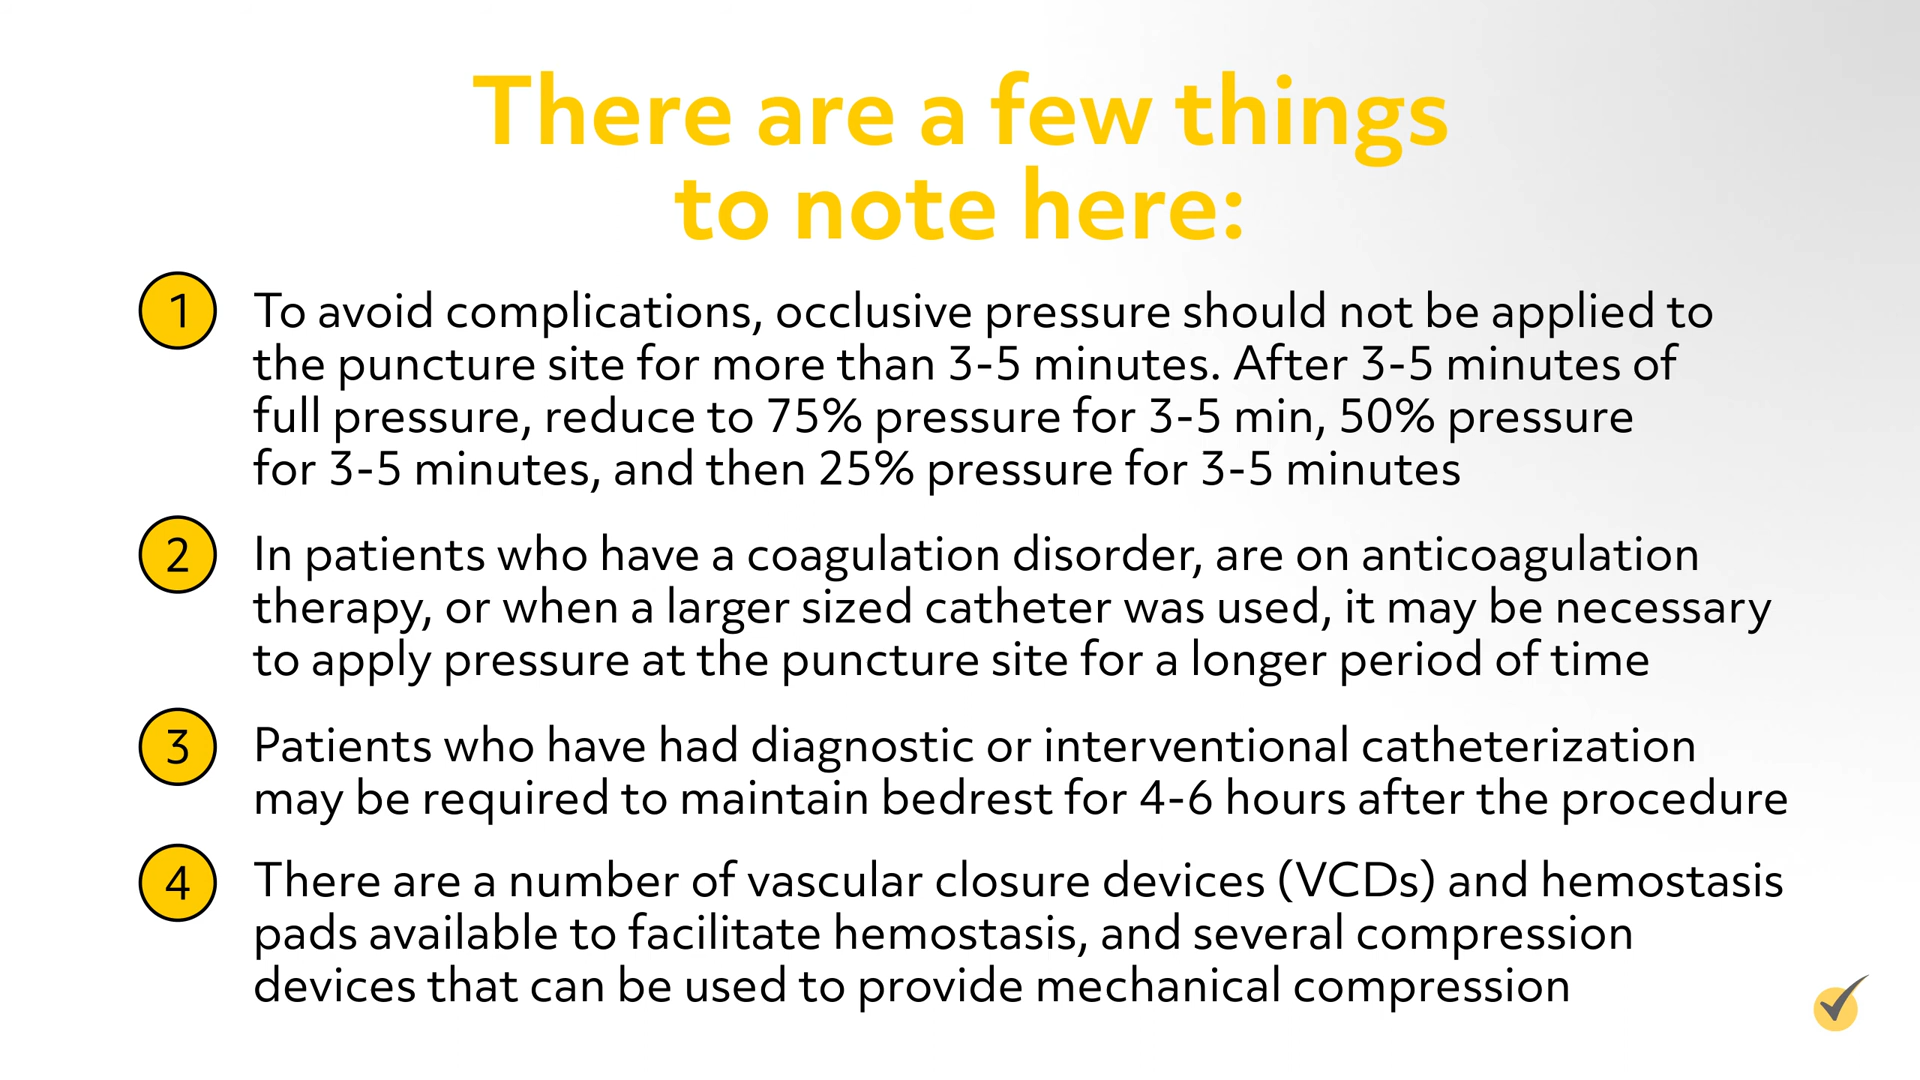 There are a few things
to note here:
1 To avoid complications, occlusive pressure should not be applied to
the puncture site for more than 3-5 minutes. After 3-5 minutes of
full pressure, reduce to 75% pressure for 3-5 min, 50% pressure
for 3-5 minutes, and then 25% pressure for 3-5 minutes
2 In patients who have a coagulation disorder, are on anticoagulation
therapy, or when a larger sized catheter was used, it may be necessary
to apply pressure at the puncture site for a longer period of time
3 Patients who have had diagnostic or interventional catheterization
may be required to maintain bedrest for 4-6 hours after the procedure
4 There are a number of vascular closure devices (VCDs) and hemostasis
pads available to facilitate hemostasis, and several compression
devices that can be used to provide mechanical compression